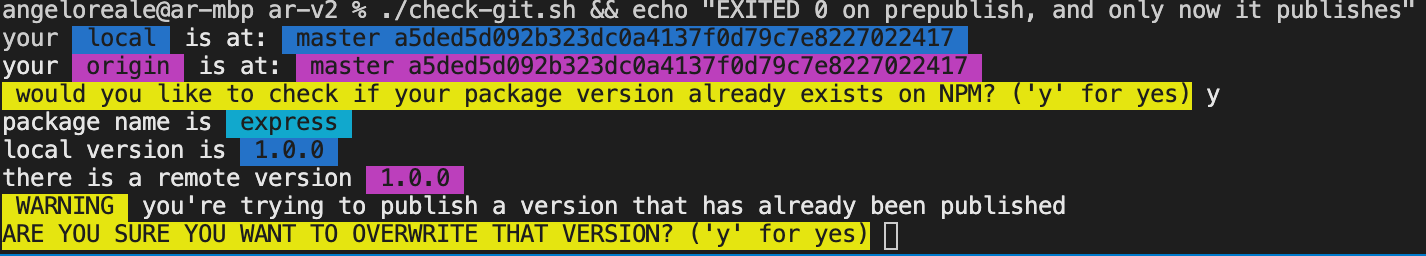 angeloreale@ar-mbp ar-v2 % ./check-git.sh && echo "EXITED 0 on prepublish, and only now it publishes"
your local is at: master a5ded5d092b323dc0a4137f0d79c7e8227022417
your origin is at: master a5ded5d092b323dc0a4137f0d79c7e8227022417
would you like to check if your package version already exists on NPM? ('y' for yes) y
package name is express
local version is 1.0.0
there is a remote version 1.0.0
WARNING you're trying to publish a version that has already been published
ARE YOU SURE YOU WANT TO OVERWRITE THAT VERSION? ('y' for yes)